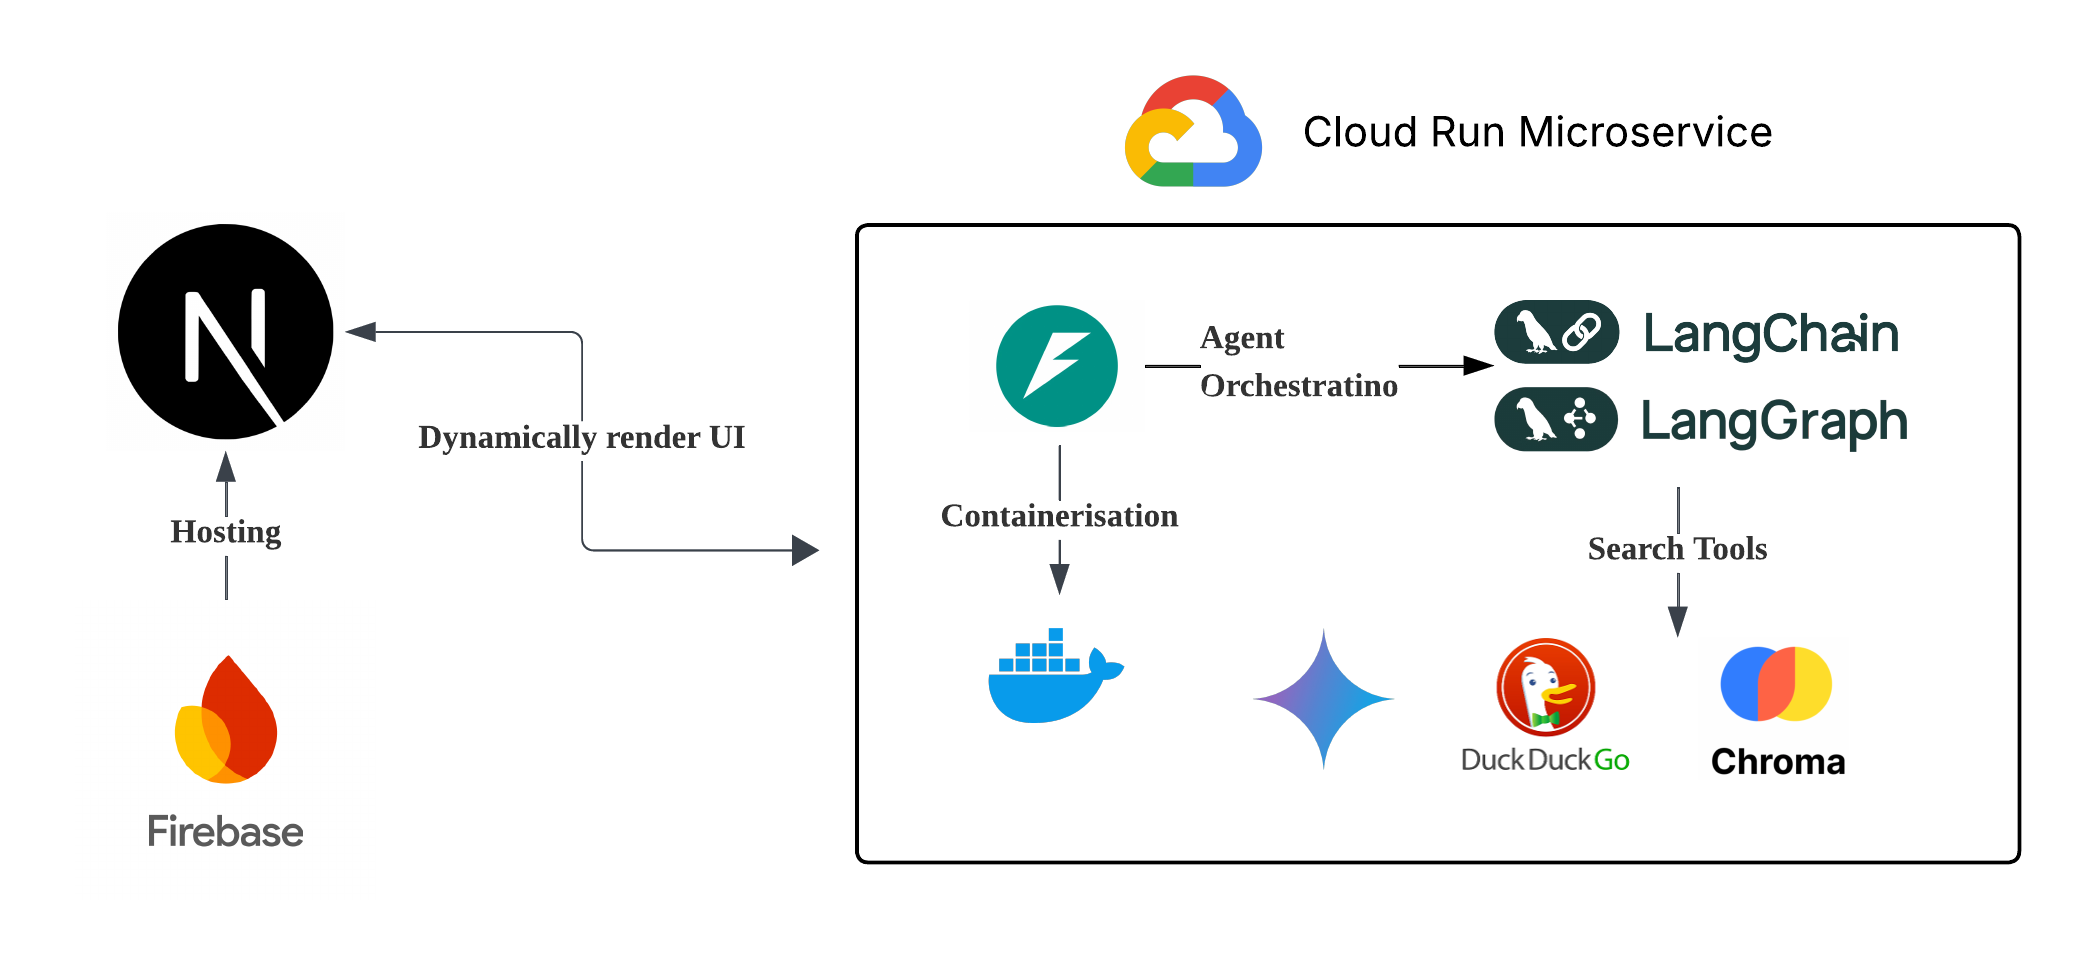 Cloud Run Microservice
Agent
Orchestratino
LangChain
LangGraph
Dynamically render UI
Containerisation
Hosting
Search Tools
DuckDuckGo
Chroma
Firebase